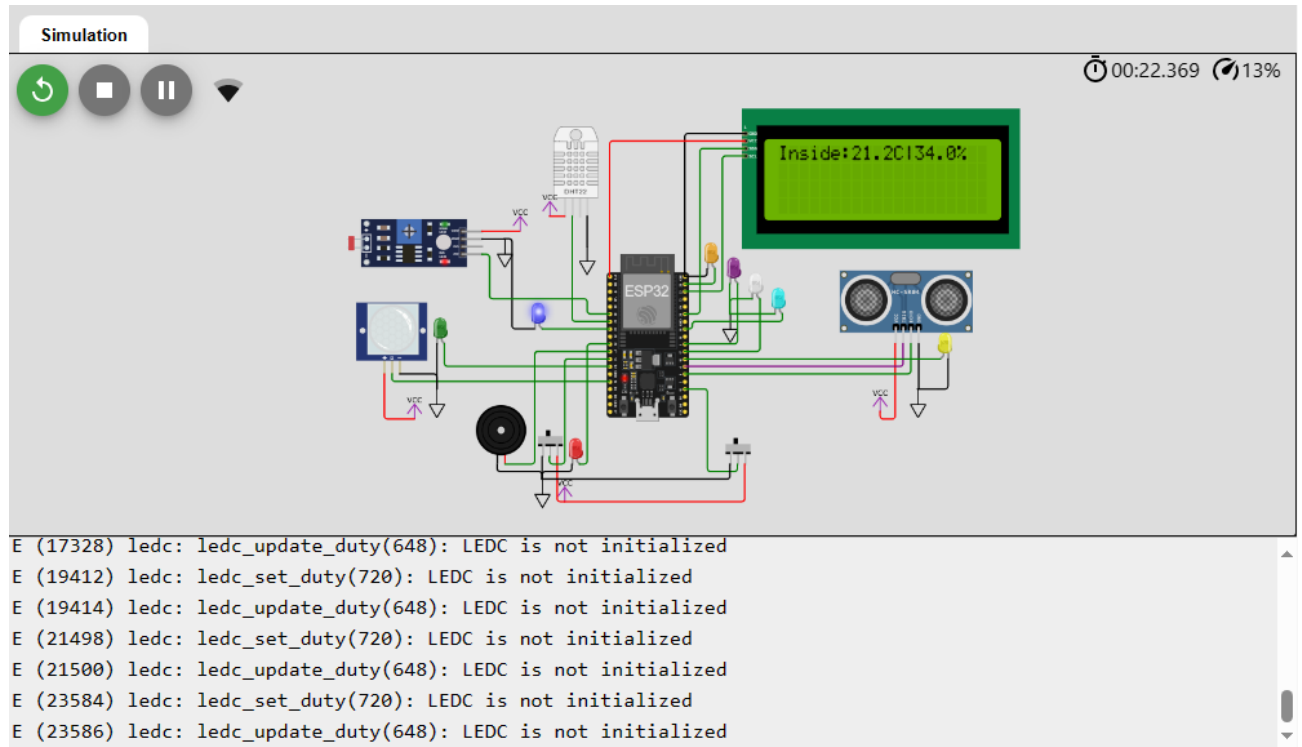 Simulation
00:22.369 13%
Inside:21.2C|34.0%
DHT22
VCC
VCC
ESP32
HC-SR04
VCC
VCC
VCC
E (17328) ledc: ledc_update_duty(648): LEDC is not initialized
E (19412) ledc: ledc_set_duty(720): LEDC is not initialized
E (19414) ledc: ledc_update_duty(648): LEDC is not initialized
E (21498) ledc: ledc_set_duty(720): LEDC is not initialized
E (21500) ledc: ledc_update_duty(648): LEDC is not initialized
E (23584) ledc: ledc_set_duty(720): LEDC is not initialized
E (23586) ledc: ledc_update_duty(648): LEDC is not initialized